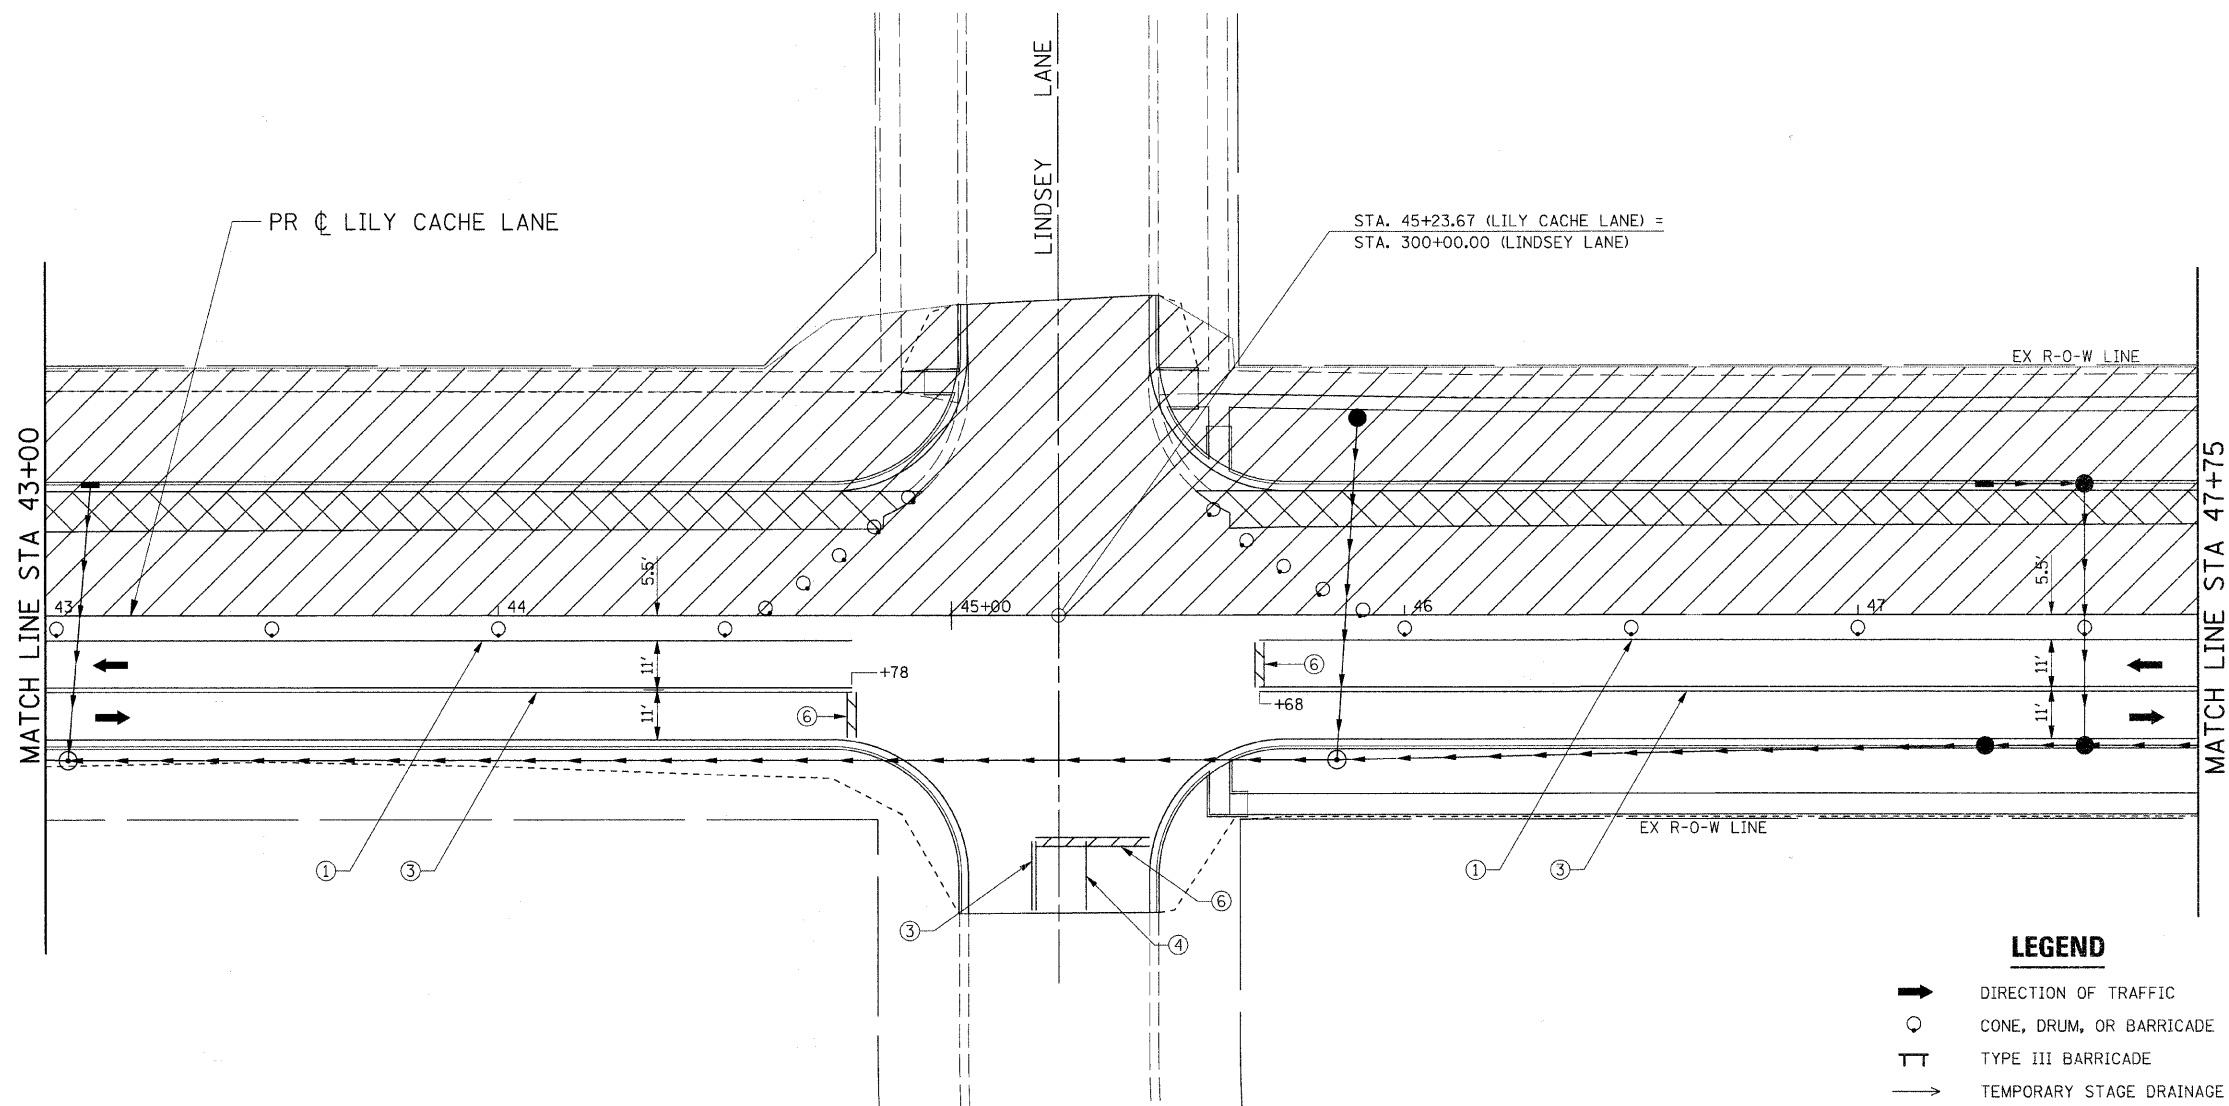 LINDSEY LANE
PR ℄ LILY CACHE LANE
STA. 45+23.67 (LILY CACHE LANE) =
STA. 300+00.00 (LINDSEY LANE)
EX R-O-W LINE
MATCH LINE STA 43+00
MATCH LINE STA 47+75
5.5'
5.5'
43
44
45+00
46
47
11'
11'
6
11'
11'
+78
+68
6
EX R-O-W LINE
1
3
1
3
6
3
4
LEGEND
DIRECTION OF TRAFFIC
CONE, DRUM, OR BARRICADE
TYPE III BARRICADE
TEMPORARY STAGE DRAINAGE